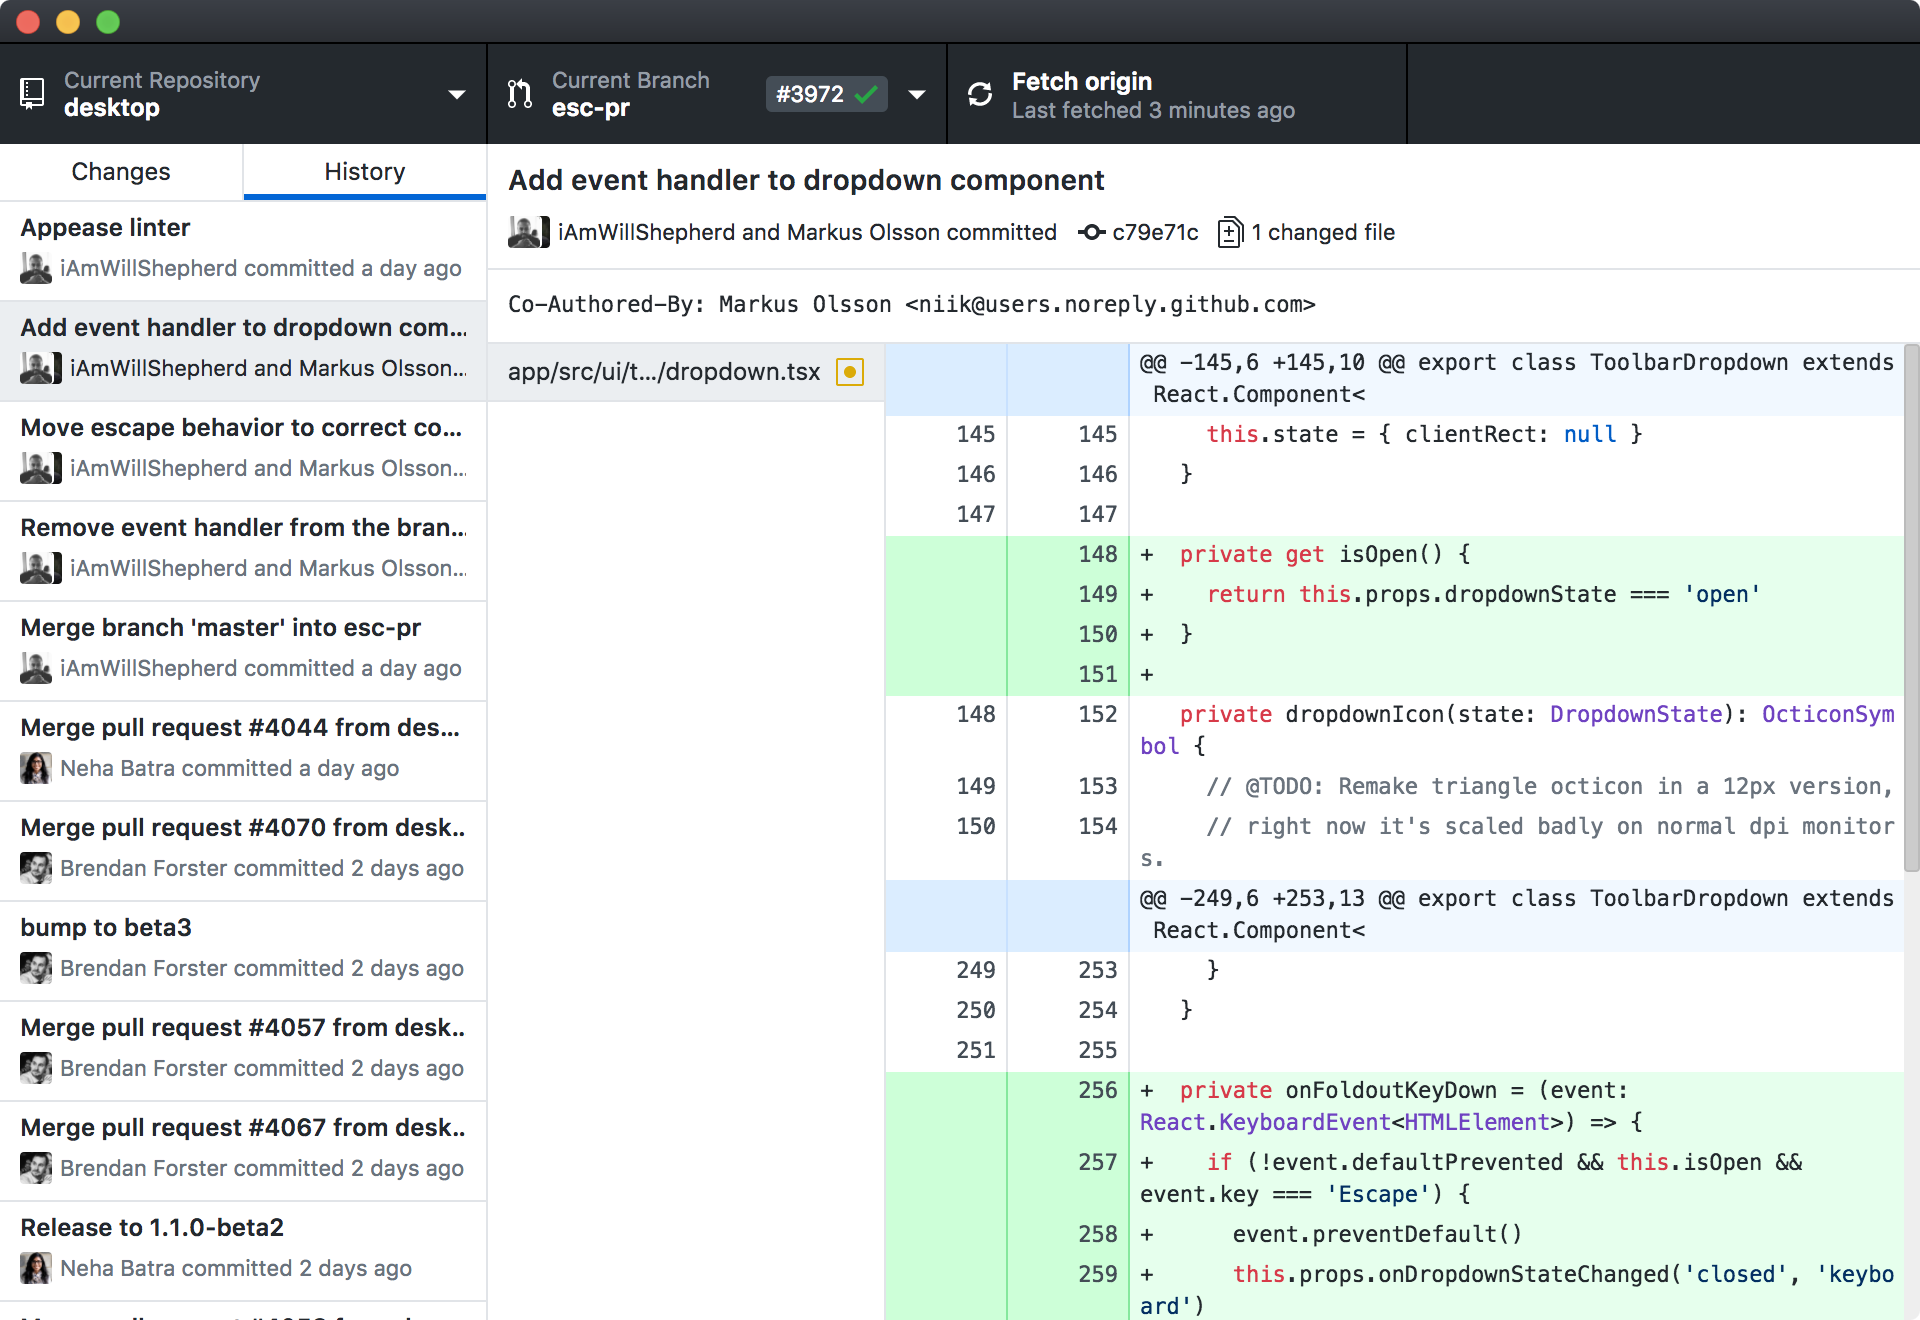 Current Repository
desktop
Current Branch
esc-pr
#3972
Fetch origin
Last fetched 3 minutes ago
Changes
History
Appease linter
iAmWillShepherd committed a day ago
Add event handler to dropdown com...
iAmWillShepherd and Markus Olsson...
Move escape behavior to correct co...
iAmWillShepherd and Markus Olsson...
Remove event handler from the bran...
iAmWillShepherd and Markus Olsson...
Merge branch 'master' into esc-pr
iAmWillShepherd committed a day ago
Merge pull request #4044 from des...
Neha Batra committed a day ago
Merge pull request #4070 from desk..
Brendan Forster committed 2 days ago
bump to beta3
Brendan Forster committed 2 days ago
Merge pull request #4057 from desk..
Brendan Forster committed 2 days ago
Merge pull request #4067 from desk..
Brendan Forster committed 2 days ago
Release to 1.1.0-beta2
Neha Batra committed 2 days ago
Add event handler to dropdown component
iAmWillShepherd and Markus Olsson committed c79e71c 1 changed file
Co-Authored-By: Markus Olsson <niik@users.noreply.github.com>
app/src/ui/t.../dropdown.tsx
@@ -145,6 +145,10 @@ export class ToolbarDropdown extends
React.Component<
145 145 this.state = { clientRect: null }
146 146 }
147 147
148 + private get isOpen() {
149 + return this.props.dropdownState === 'open'
150 + }
151 +
148 152 private dropdownIcon(state: DropdownState): OcticonSym
bol {
149 153 // @TODO: Remake triangle octicon in a 12px version,
150 154 // right now it's scaled badly on normal dpi monitor
s.
@@ -249,6 +253,13 @@ export class ToolbarDropdown extends
React.Component<
249 253 }
250 254 }
251 255
256 + private onFoldoutKeyDown = (event:
React.KeyboardEvent<HTMLElement>) => {
257 + if (!event.defaultPrevented && this.isOpen &&
event.key === 'Escape') {
258 + event.preventDefault()
259 + this.props.onDropdownStateChanged('closed', 'keybo
ard')